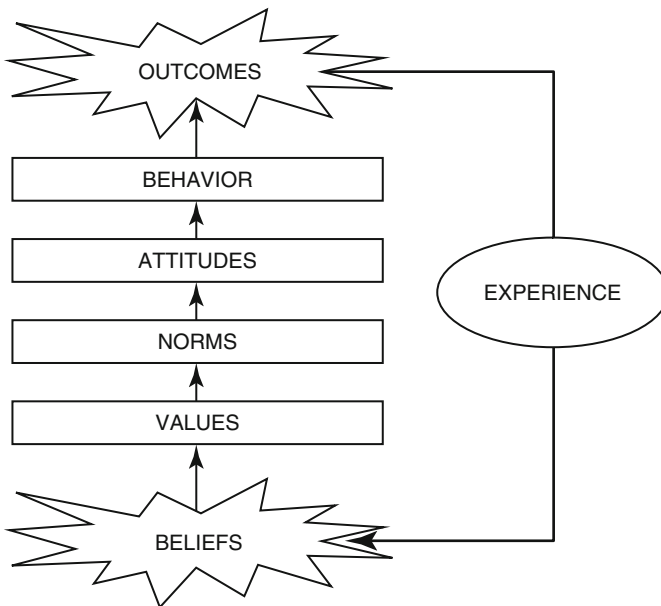 OUTCOMES
BEHAVIOR
ATTITUDES
EXPERIENCE
NORMS
VALUES
BELIEFS